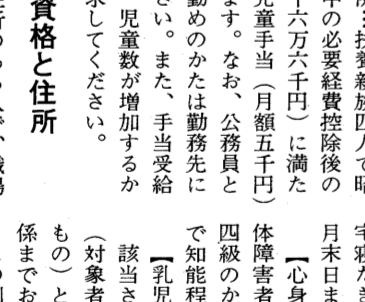 扶養親族四人で昭
の必要経費控除後の
十六万六千円）に満た
児童手当（月額五千円）
ます。なお、公務員と
勤めのかたは勤務先に
さい。また、手当受給
児童数が増加するか
求してください。
資格と住所
月末日ま
【心身
体障害者
四級のか
で知能程
【乳児
該当さ
（対象者
もの）と
係までお